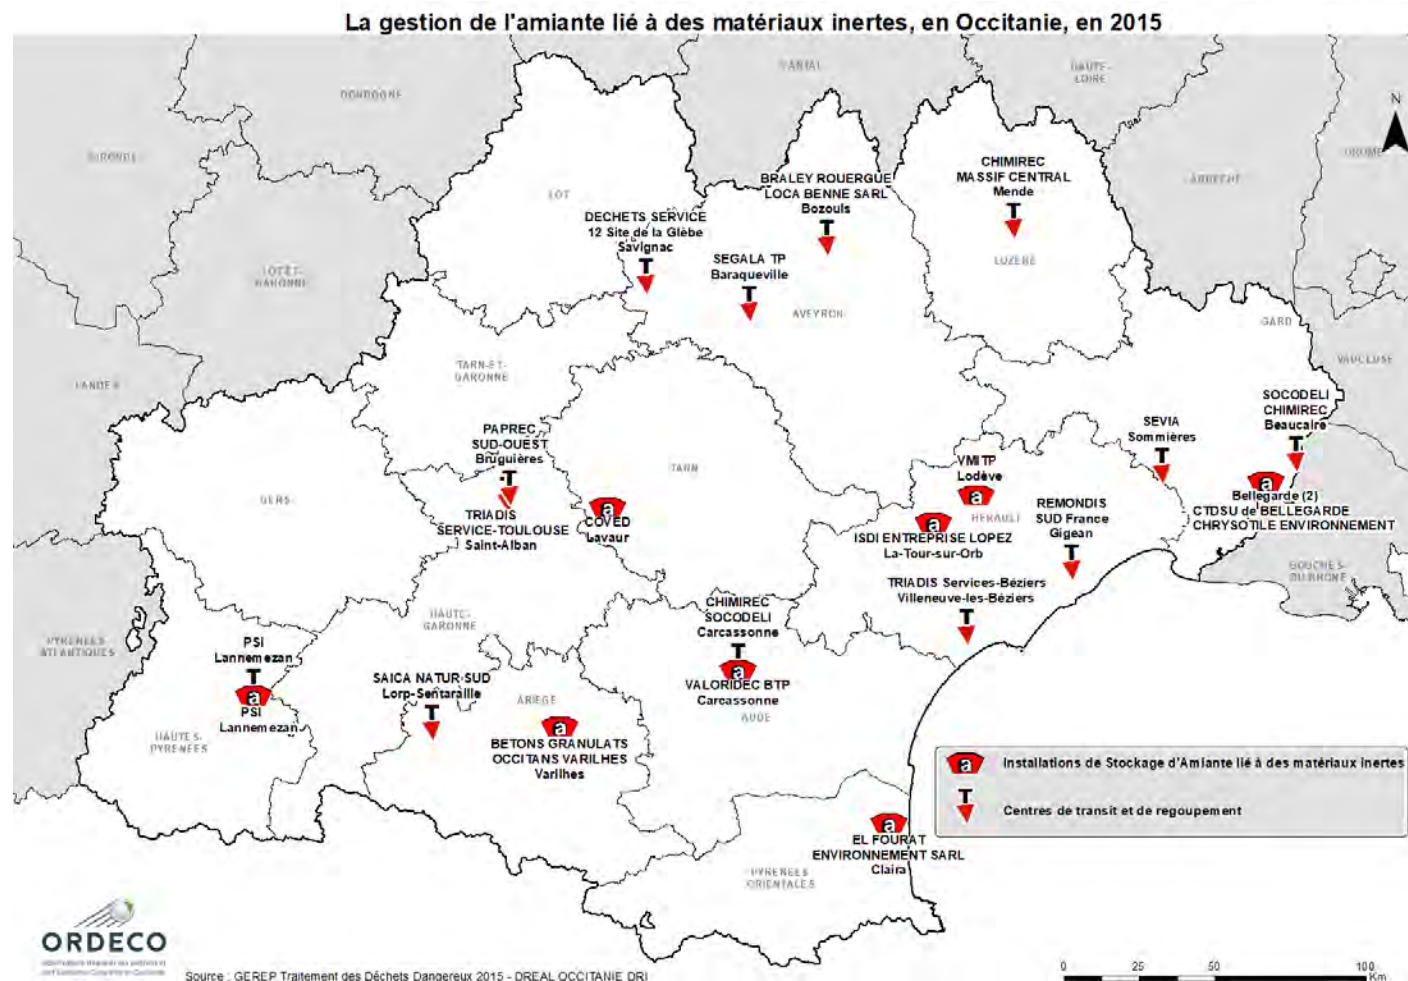 La gestion de l'amiante lié à des matériaux inertes, en Occitanie, en 2015
CANTAL
HAUTE-
LOIRE
DORDOGNE
N
GIRONDE
DROME
ARDECHE
CHIMIREC
MASSIF CENTRAL
Mende
T
BRALEY ROUERGUE
LOCA BENNE SARL
Bozouls
T
LOT
DECHETS SERVICE
12 Site de la Glèbe
Savignac
T
SEGALA TP
Baraqueville
T
LOZERE
LOT-ET-
GARONNE
AVEYRON
GARD
VAUCLUSE
TARN-ET-
GARONNE
LANDES
SOCODELI
CHIMIREC
Beaucaire
T
SEVIA
Sommières
T
PAPREC
SUD-OUEST
Bruguières
T
TARN
VMITP
Lodève
a
GERS
a
Bellegarde (2)
CTDSU de BELLEGARDE
CHRYSOTILE ENVIRONNEMENT
TRIADIS
SERVICE-TOULOUSE
Saint-Alban
a
COVED
Lavaur
HERAULT
REMONDIS
SUD France
Gigean
T
a
ISDI ENTREPRISE LOPEZ
La-Tour-sur-Orb
BOUCHES-
DU-RHONE
TRIADIS Services-Béziers
Villeneuve-les-Béziers
T
HAUTE-
GARONNE
CHIMIREC
SOCODELI
Carcassonne
T
a
VALORIDEC BTP
Carcassonne
AUDE
PYRENEES
ATLANTIQUES
PSI
Lannemezan
T
a
PSI
Lannemezan
SAICA NATUR SUD
Lorp-Sentaraille
T
ARIEGE
a
BETONS GRANULATS
OCCITANS VARILHES
Varilhes
HAUTES-
PYRENEES
a Installations de Stockage d'Amiante lié à des matériaux inertes
T Centres de transit et de regoupement
a
EL FOURAT
ENVIRONNEMENT SARL
Claira
PYRENEES
ORIENTALES
ORDECO
Source : GEREP Traitement des Déchets Dangereux 2015 - DREAL OCCITANIE DRI
0 25 50 100
Km